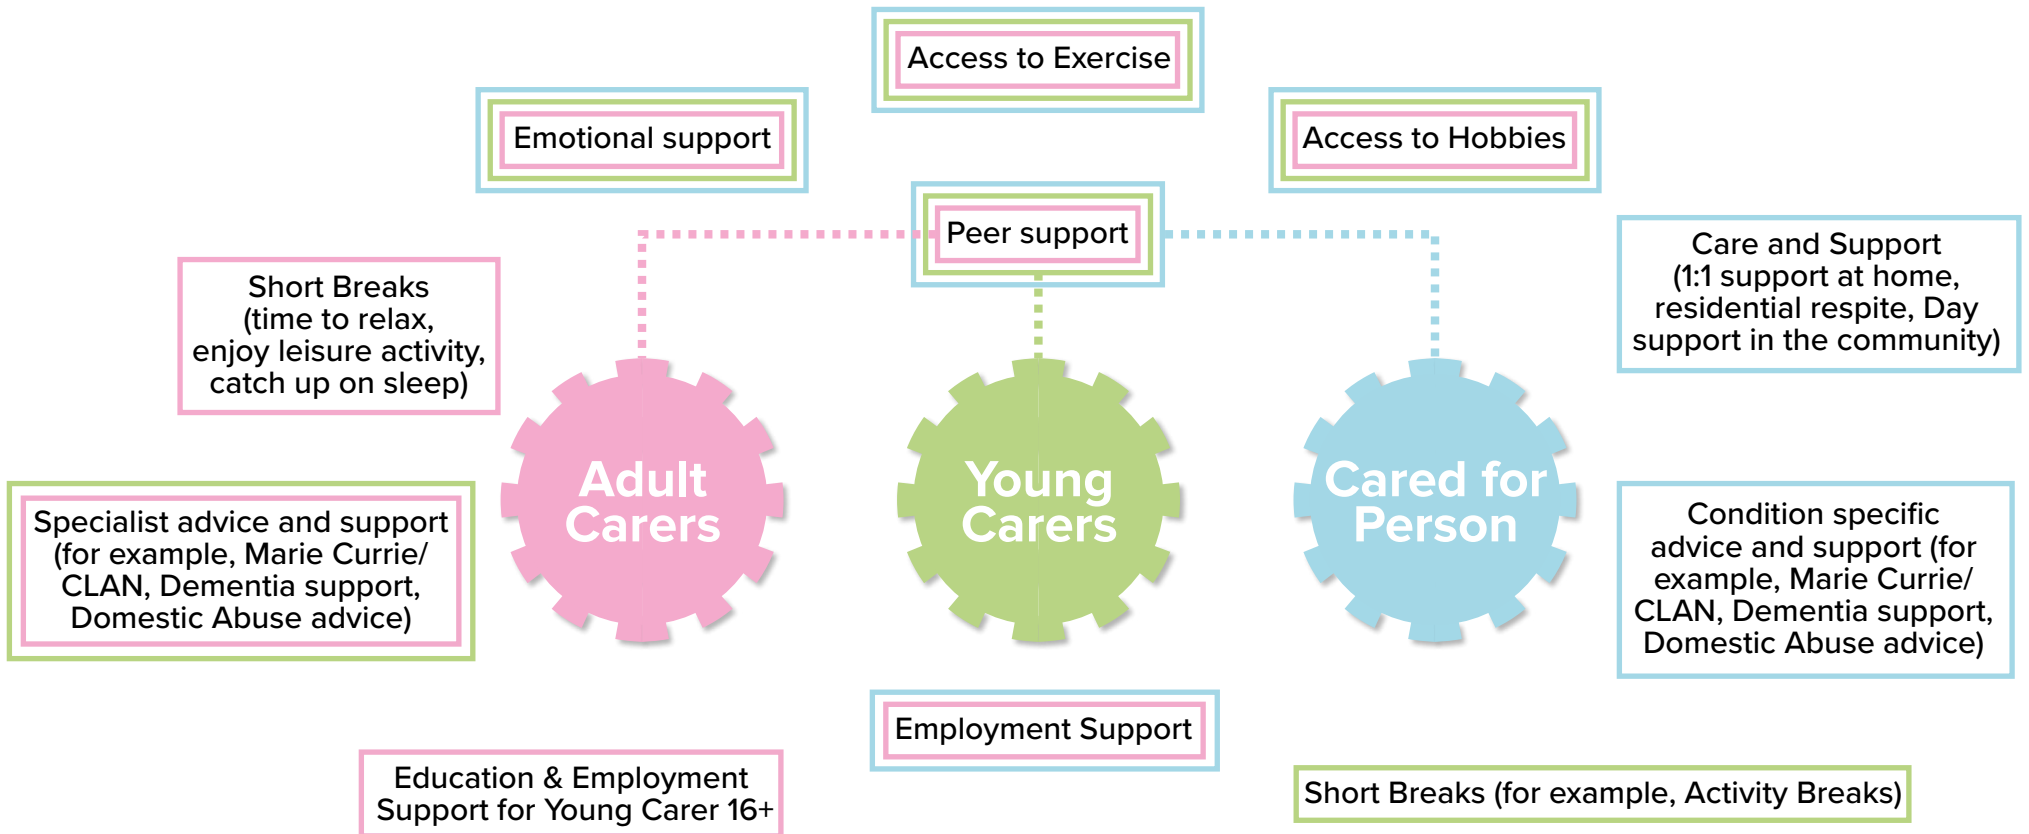 Access to Exercise
Emotional support
Access to Hobbies
Peer support
Short Breaks
(time to relax,
enjoy leisure activity,
catch up on sleep)
Care and Support
(1:1 support at home,
residential respite, Day
support in the community)
Adult
Carers
Young
Carers
Cared for
Person
Specialist advice and support
(for example, Marie Currie/
CLAN, Dementia support,
Domestic Abuse advice)
Condition specific
advice and support (for
example, Marie Currie/
CLAN, Dementia support,
Domestic Abuse advice)
Employment Support
Education & Employment
Support for Young Carer 16+
Short Breaks (for example, Activity Breaks)